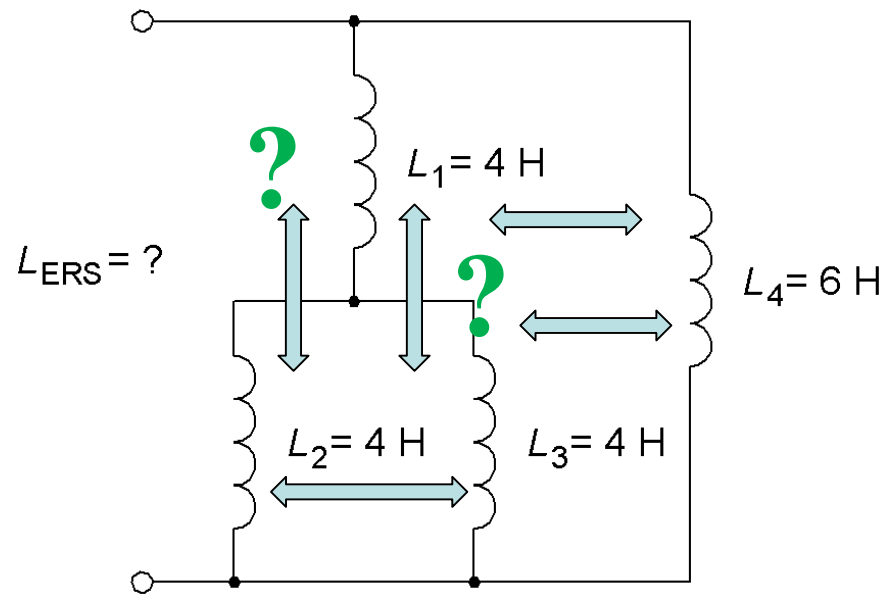 ?
L1= 4 H
LERS= ?
?
L4= 6 H
L2= 4 H
L3= 4 H